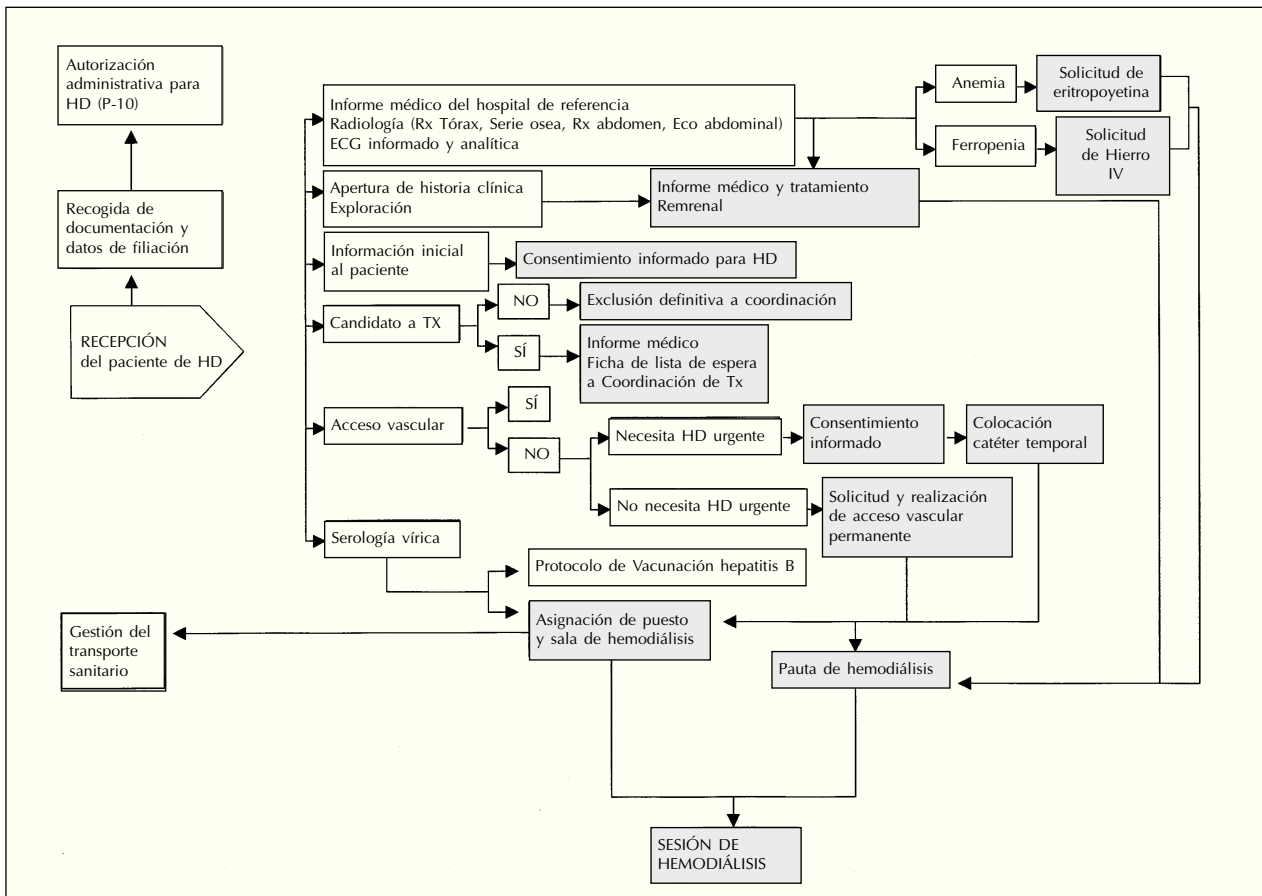 Autorización
administrativa para
HD (P-10)
Recogida de
documentación y
datos de filiación
RECEPCIÓN
del paciente de HD
Informe médico del hospital de referencia
Radiología (Rx Tórax, Serie osea, Rx abdomen, Eco abdominal)
ECG informado y analítica
Anemia
Solicitud de
eritropoyetina
Ferropenia
Solicitud
de Hierro
IV
Apertura de historia clínica
Exploración
Informe médico y tratamiento
Remrenal
Información inicial
al paciente
Consentimiento informado para HD
Candidato a TX
NO
Exclusión definitiva a coordinación
SÍ
Informe médico
Ficha de lista de espera
a Coordinación de Tx
Acceso vascular
SÍ
NO
Necesita HD urgente
Consentimiento
informado
Colocación
catéter temporal
No necesita HD urgente
Solicitud y realización
de acceso vascular
permanente
Serología vírica
Protocolo de Vacunación hepatitis B
Asignación de puesto
y sala de hemodiálisis
Gestión del
transporte
sanitario
Pauta de hemodiálisis
SESIÓN DE
HEMODIÁLISIS